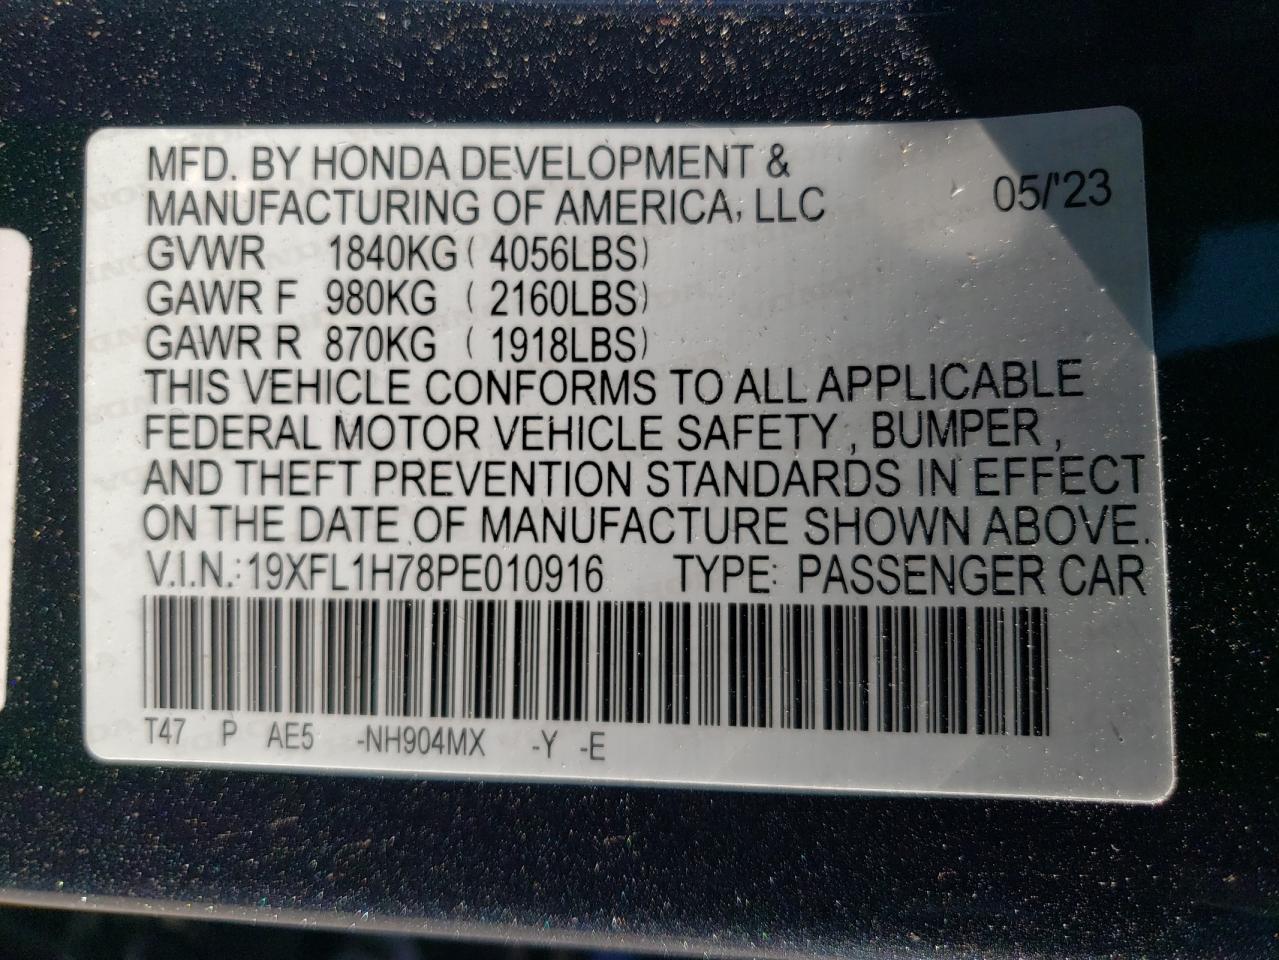 MFD. BY HONDA DEVELOPMENT &
MANUFACTURING OF AMERICA, LLC 05/'23
GVWR 1840KG ( 4056LBS)
GAWR F 980KG ( 2160LBS)
GAWR R 870KG ( 1918LBS)
THIS VEHICLE CONFORMS TO ALL APPLICABLE
FEDERAL MOTOR VEHICLE SAFETY , BUMPER ,
AND THEFT PREVENTION STANDARDS IN EFFECT
ON THE DATE OF MANUFACTURE SHOWN ABOVE.
V.I.N.: 19XFL1H78PE010916 TYPE: PASSENGER CAR
T47 P AE5 -NH904MX -Y -E